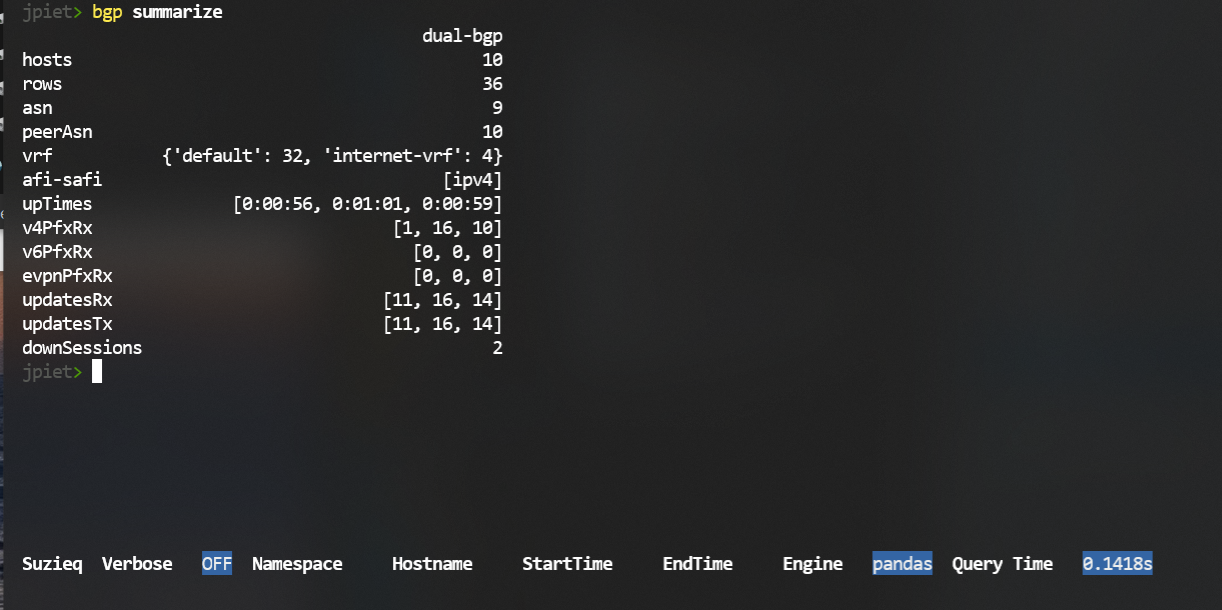 jpiet> bgp summarize
dual-bgp
hosts 10
rows 36
asn 9
peerAsn 10
vrf {'default': 32, 'internet-vrf': 4}
afi-safi [ipv4]
upTimes [0:00:56, 0:01:01, 0:00:59]
v4PfxRx [1, 16, 10]
v6PfxRx [0, 0, 0]
evpnPfxRx [0, 0, 0]
updatesRx [11, 16, 14]
updatesTx [11, 16, 14]
downSessions 2
jpiet>
Suzieq Verbose OFF Namespace Hostname StartTime EndTime Engine pandas Query Time 0.1418s